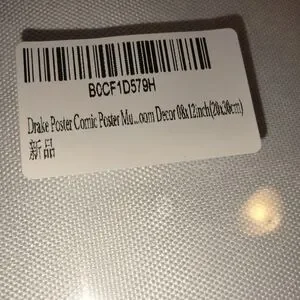 B0CF1D579H
Drake Poster Comic Poster Mu...oom Decor 08x12inch(20x30cm)
新品